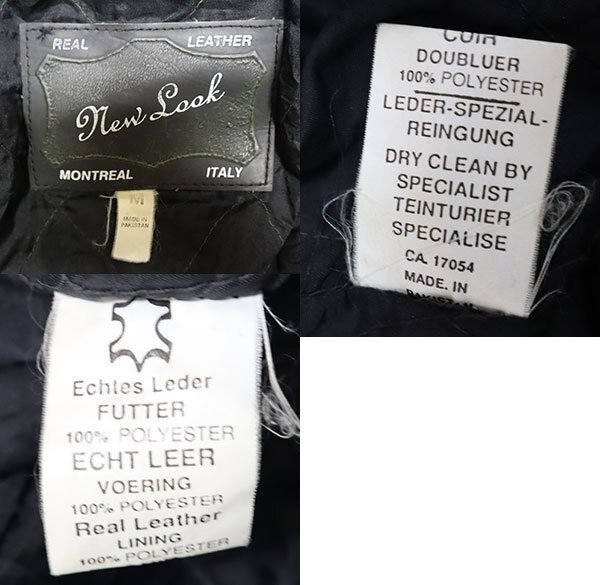 REAL LEATHER
New Look
MONTREAL ITALY
M
MADE IN
PAKISTAN
CUIR
DOUBLUER
100% POLYESTER
LEDER-SPEZIAL-
REINGUNG
DRY CLEAN BY
SPECIALIST
TEINTURIER
SPECIALISE
CA. 17054
MADE. IN
PAKISTAN
Echtes Leder
FUTTER
100% POLYESTER
ECHT LEER
VOERING
100% POLYESTER
Real Leather
LINING
100% POLYESTER